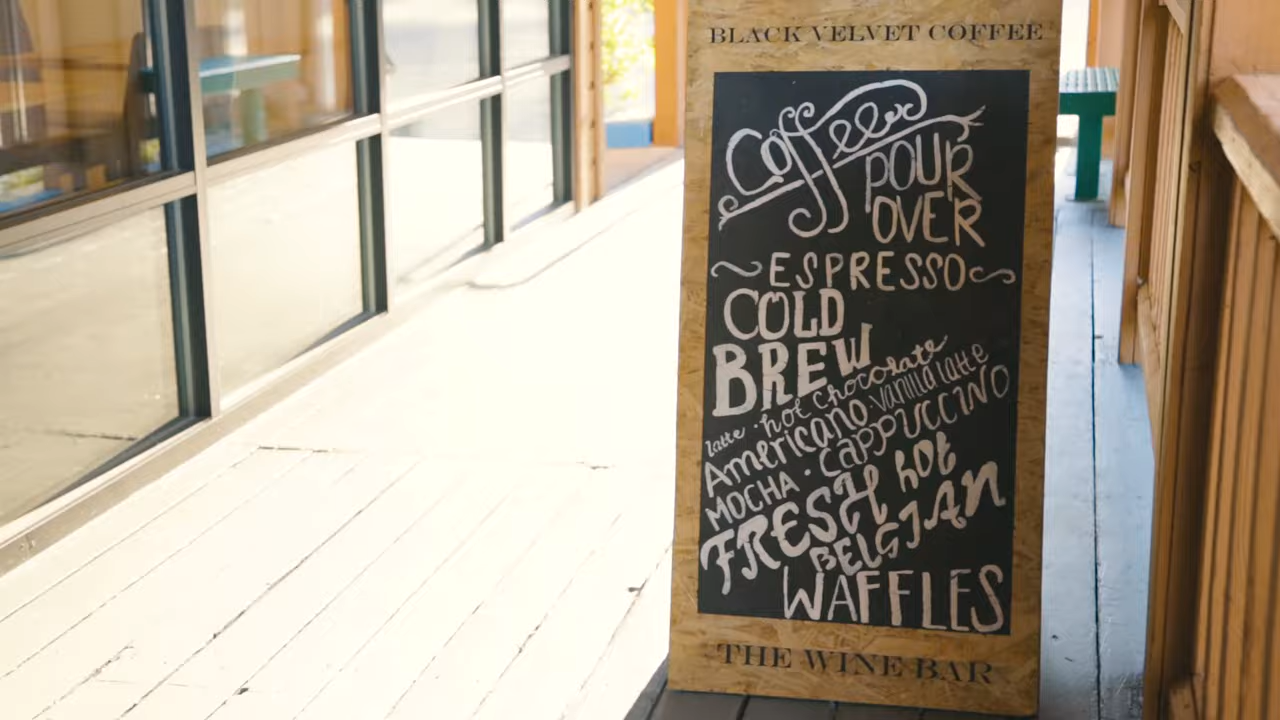 BLACK VELVET COFFEE
Coffee
POUR
OVER
ESPRESSO
COLD
BREW
latte · hot chocolate
Americano · vanilla latte
MOCHA · CAPPUCCINO
FRESH HOT
BELGIAN
WAFFLES
THE WINE BAR